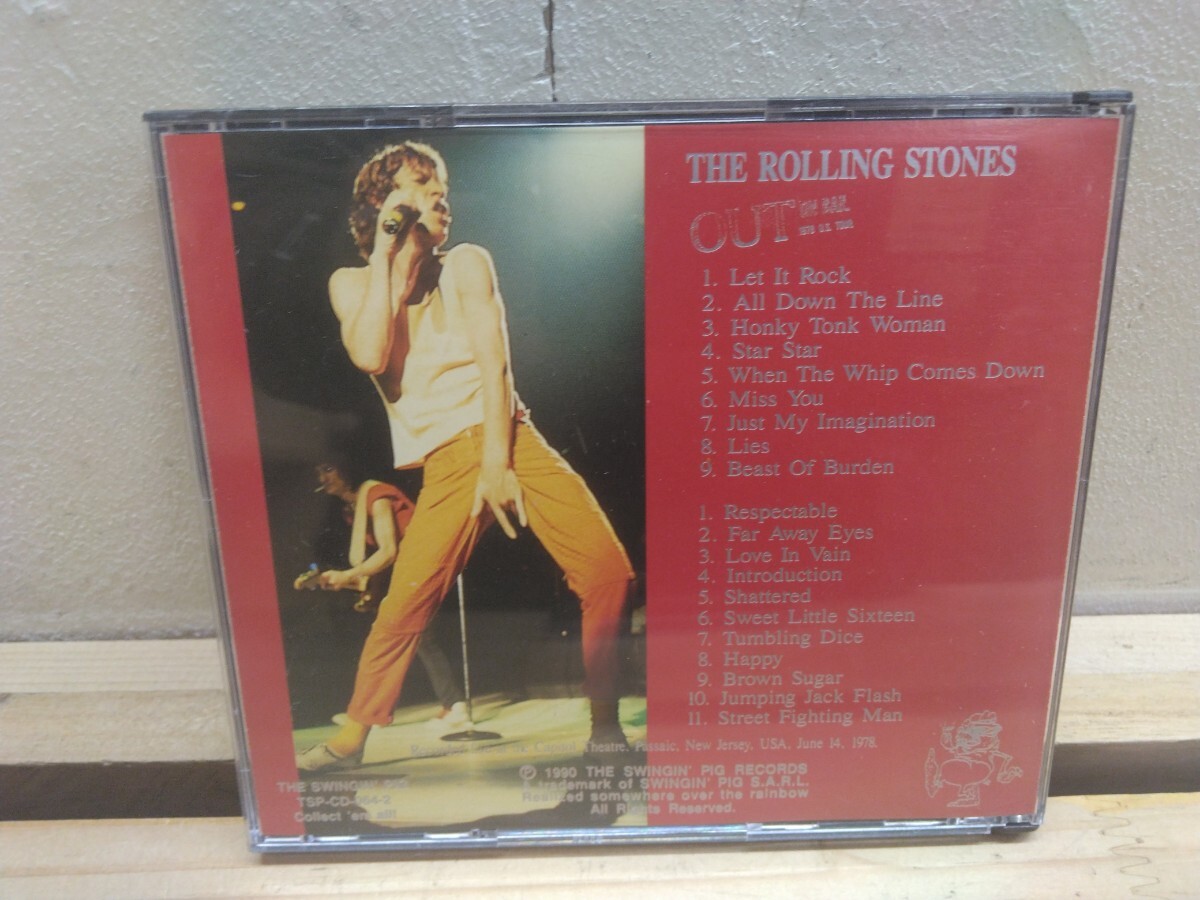 THE ROLLING STONES
OUT ON BAIL
1978 U.S. TOUR
1. Let It Rock
2. All Down The Line
3. Honky Tonk Woman
4. Star Star
5. When The Whip Comes Down
6. Miss You
7. Just My Imagination
8. Lies
9. Beast Of Burden
1. Respectable
2. Far Away Eyes
3. Love In Vain
4. Introduction
5. Shattered
6. Sweet Little Sixteen
7. Tumbling Dice
8. Happy
9. Brown Sugar
10. Jumping Jack Flash
11. Street Fighting Man
Theatre, Passaic, New Jersey, USA, June 14, 1978.
THE SWINGIN' PIG
TSP-CD-064-2
Collect 'em all!
℗ 1990 THE SWINGIN' PIG RECORDS
trademark of SWINGIN' PIG S.A.R.L.
somewhere over the rainbow
All Rights Reserved.